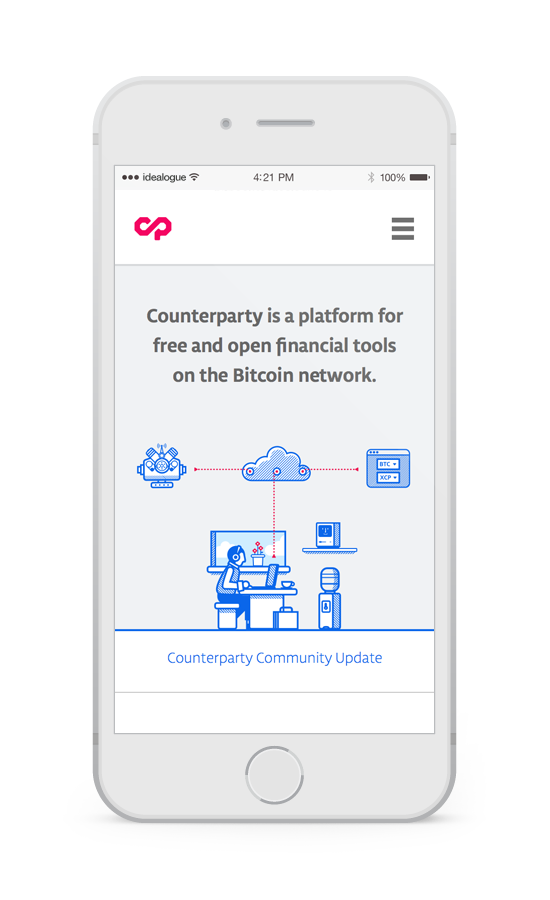 idealogue
4:21 PM
100%
cp
Counterparty is a platform for
free and open financial tools
on the Bitcoin network.
BTC
XCP
Counterparty Community Update